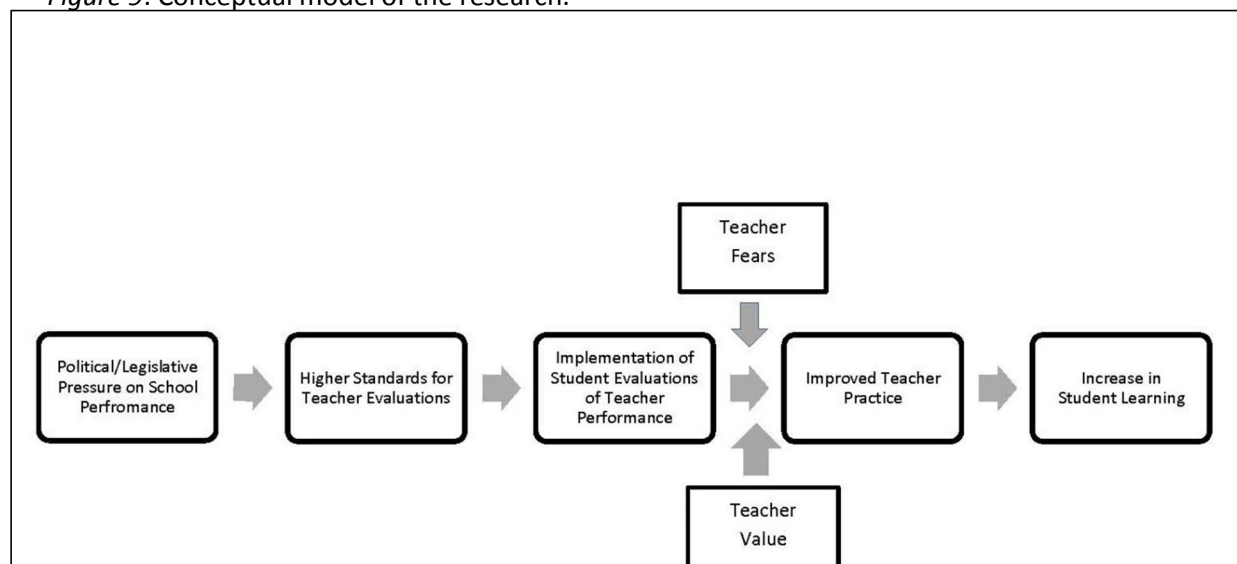 Figure 9. Conceptual model of the research.
Teacher
Fears
Political/Legislative
Pressure on School
Perfromance
Higher Standards for
Teacher Evaluations
Implementation of
Student Evaluations
of Teacher
Performance
Improved Teacher
Practice
Increase in
Student Learning
Teacher
Value